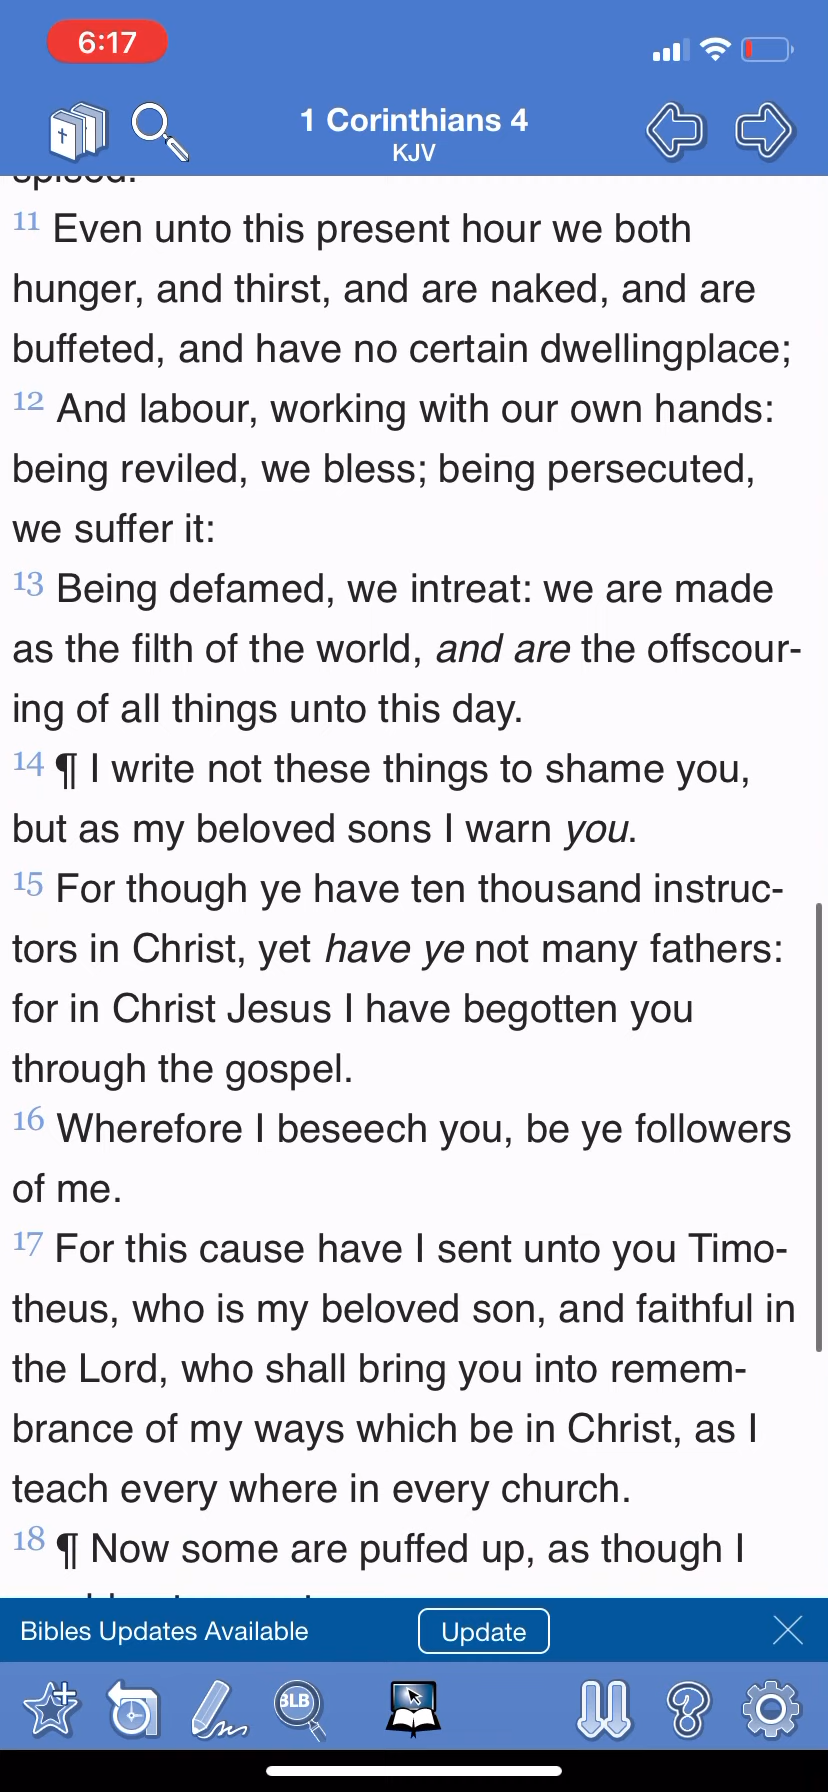 6:17
1 Corinthians 4
KJV
spised:
11 Even unto this present hour we both
hunger, and thirst, and are naked, and are
buffeted, and have no certain dwellingplace;
12 And labour, working with our own hands:
being reviled, we bless; being persecuted,
we suffer it:
13 Being defamed, we intreat: we are made
as the filth of the world, and are the offscour-
ing of all things unto this day.
14 ¶ I write not these things to shame you,
but as my beloved sons I warn you.
15 For though ye have ten thousand instruc-
tors in Christ, yet have ye not many fathers:
for in Christ Jesus I have begotten you
through the gospel.
16 Wherefore I beseech you, be ye followers
of me.
17 For this cause have I sent unto you Timo-
theus, who is my beloved son, and faithful in
the Lord, who shall bring you into remem-
brance of my ways which be in Christ, as I
teach every where in every church.
18 ¶ Now some are puffed up, as though I
Bibles Updates Available
Update
BLB